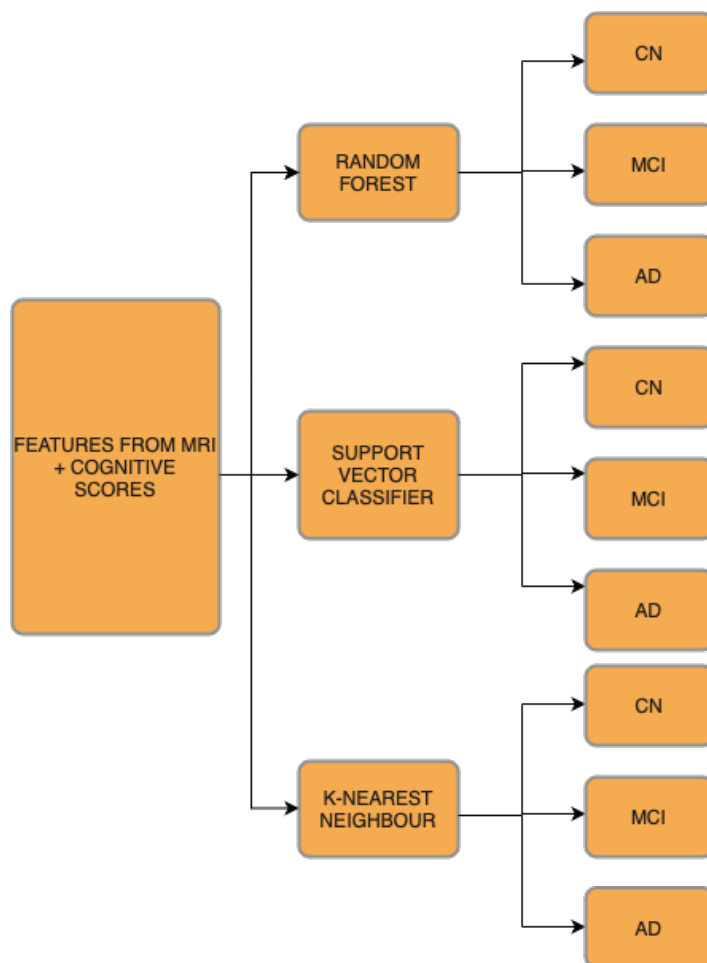 FEATURES FROM MRI
+ COGNITIVE
SCORES
RANDOM
FOREST
CN
MCI
AD
SUPPORT
VECTOR
CLASSIFIER
CN
MCI
AD
K-NEAREST
NEIGHBOUR
CN
MCI
AD